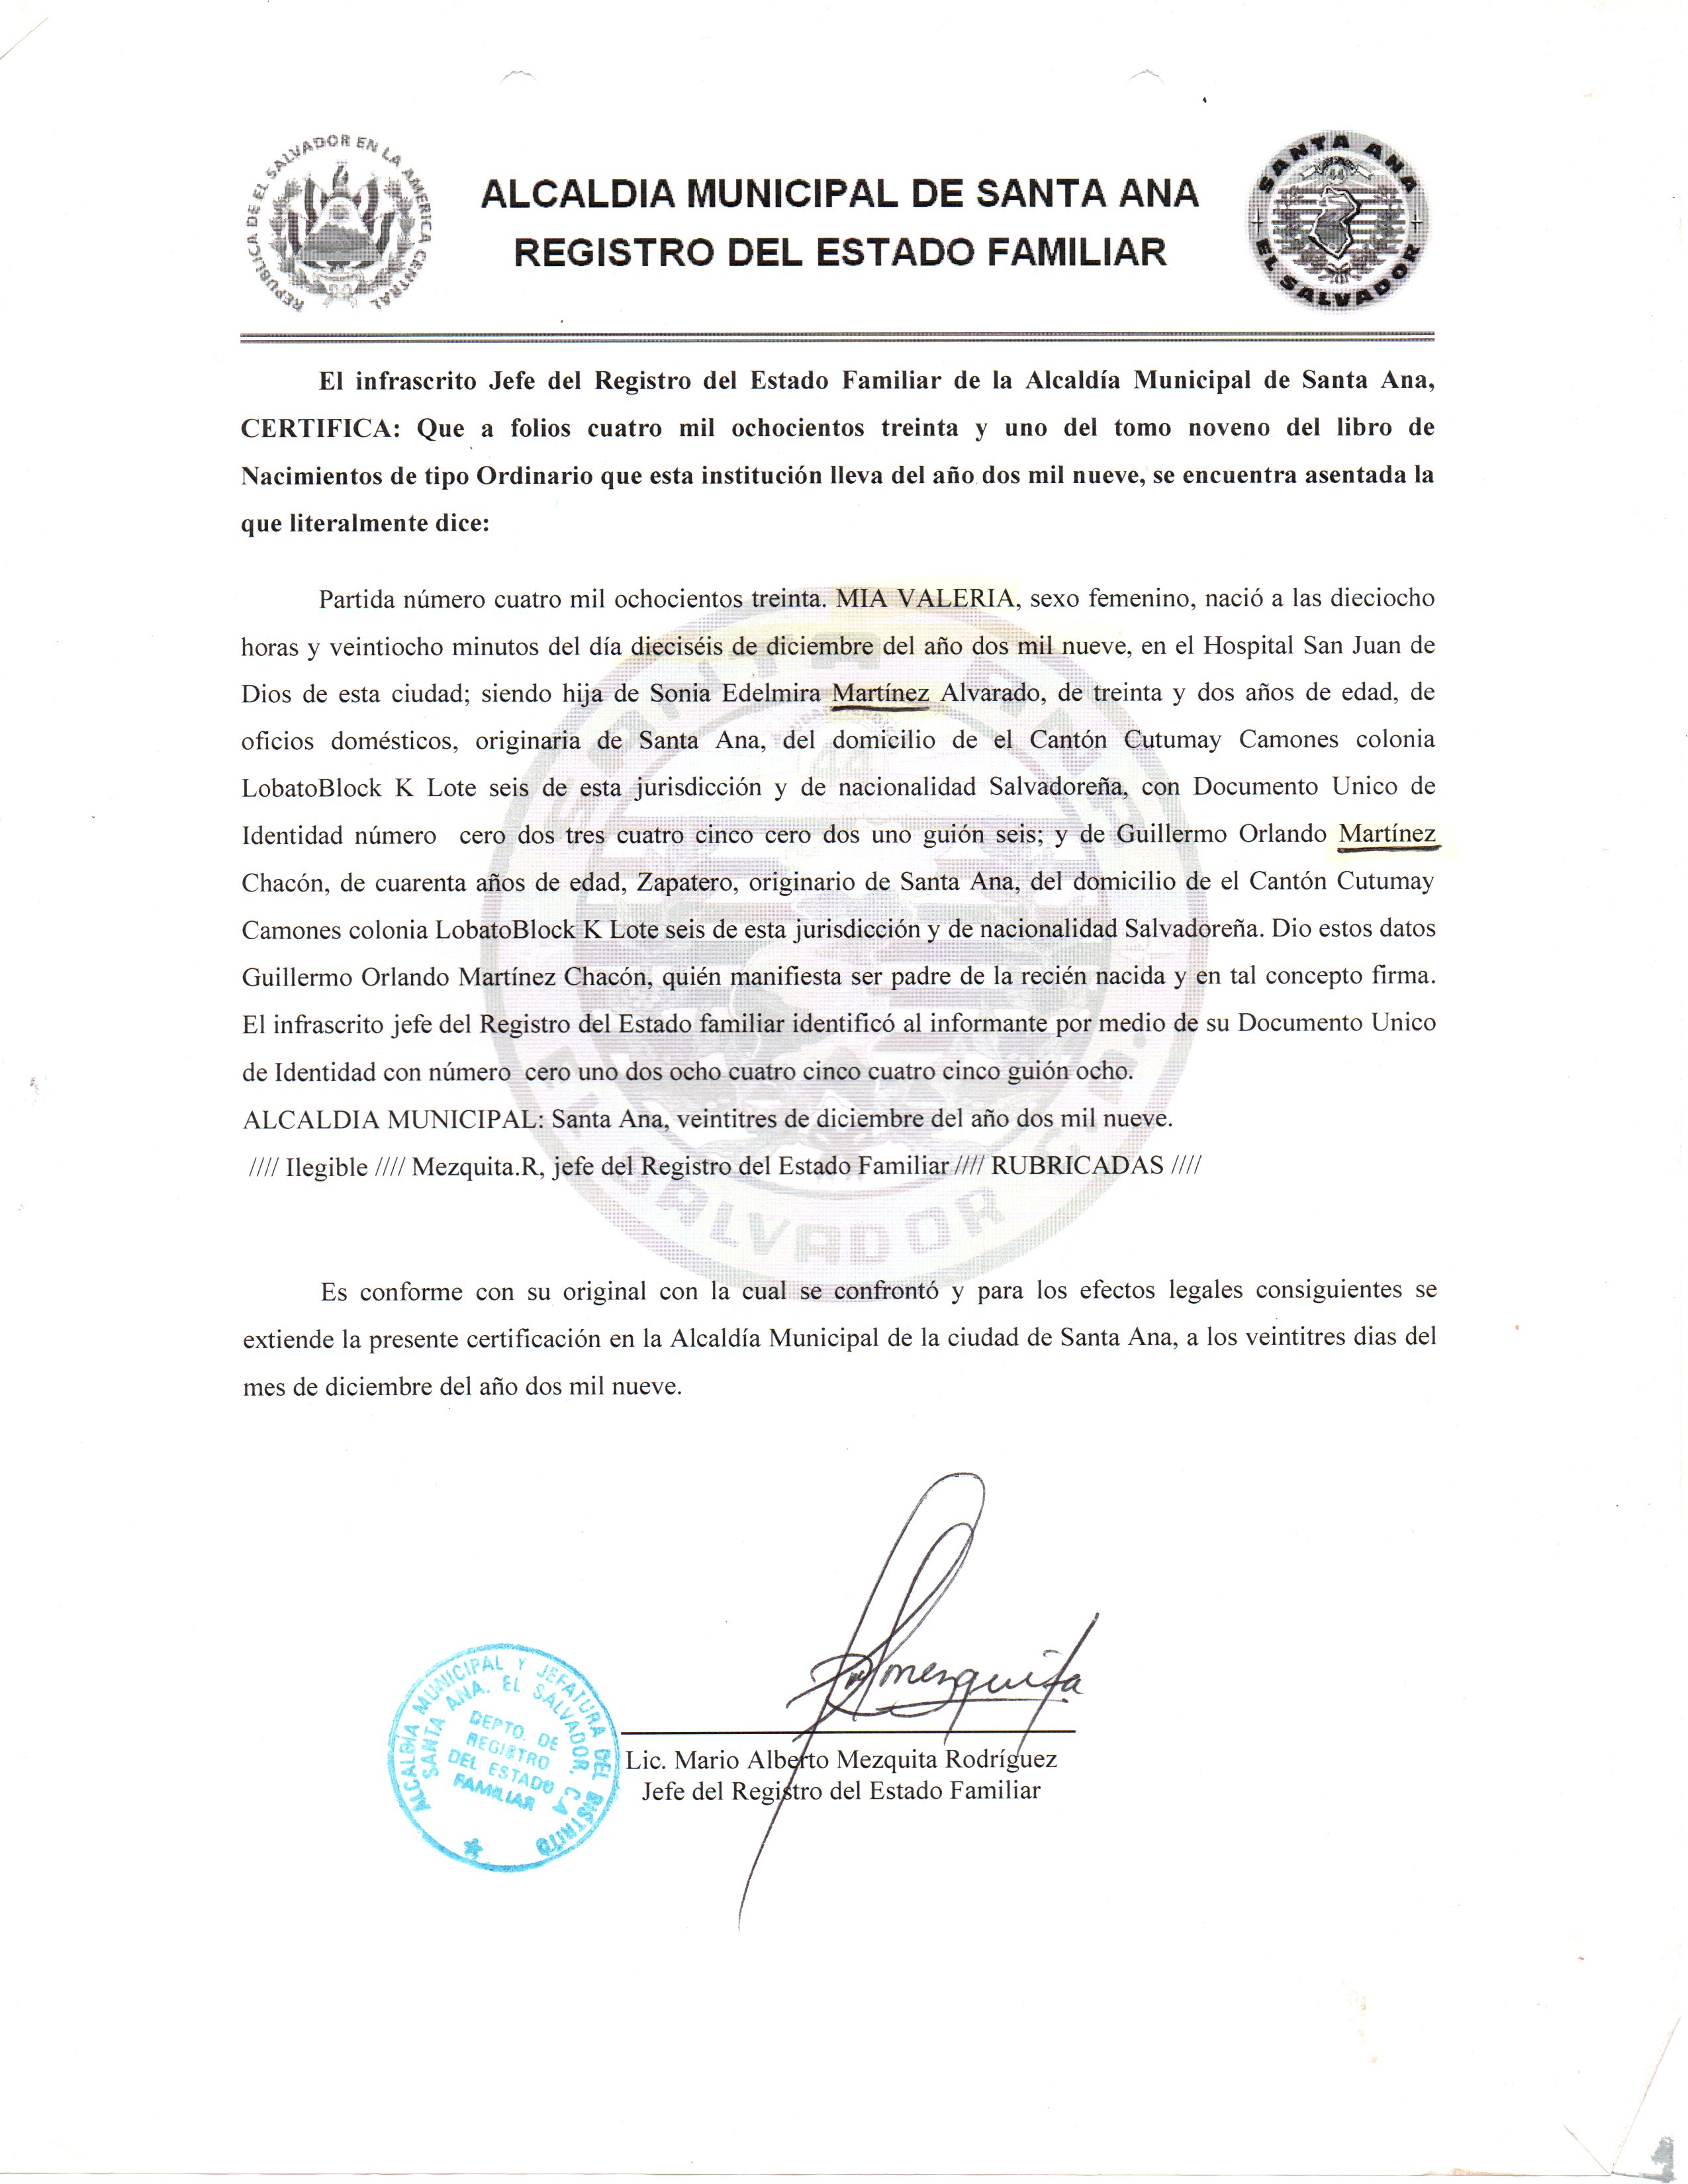 REPUBLICA DE EL SALVADOR EN LA AMERICA CENTRAL
ALCALDIA MUNICIPAL DE SANTA ANA
REGISTRO DEL ESTADO FAMILIAR
SANTA ANA
44
EL SALVADOR
El infrascrito Jefe del Registro del Estado Familiar de la Alcaldía Municipal de Santa Ana,
CERTIFICA: Que a folios cuatro mil ochocientos treinta y uno del tomo noveno del libro de
Nacimientos de tipo Ordinario que esta institución lleva del año dos mil nueve, se encuentra asentada la
que literalmente dice:
Partida número cuatro mil ochocientos treinta. MIA VALERIA, sexo femenino, nació a las dieciocho
horas y veintiocho minutos del día dieciséis de diciembre del año dos mil nueve, en el Hospital San Juan de
Dios de esta ciudad; siendo hija de Sonia Edelmira Martínez Alvarado, de treinta y dos años de edad, de
oficios domésticos, originaria de Santa Ana, del domicilio de el Cantón Cutumay Camones colonia
LobatoBlock K Lote seis de esta jurisdicción y de nacionalidad Salvadoreña, con Documento Unico de
Identidad número cero dos tres cuatro cinco cero dos uno guión seis; y de Guillermo Orlando Martínez
Chacón, de cuarenta años de edad, Zapatero, originario de Santa Ana, del domicilio de el Cantón Cutumay
Camones colonia LobatoBlock K Lote seis de esta jurisdicción y de nacionalidad Salvadoreña. Dio estos datos
Guillermo Orlando Martínez Chacón, quién manifiesta ser padre de la recién nacida y en tal concepto firma.
El infrascrito jefe del Registro del Estado familiar identificó al informante por medio de su Documento Unico
de Identidad con número cero uno dos ocho cuatro cinco cuatro cinco guión ocho.
ALCALDIA MUNICIPAL: Santa Ana, veintitres de diciembre del año dos mil nueve.
//// Ilegible //// Mezquita.R, jefe del Registro del Estado Familiar //// RUBRICADAS ////
SANTA ANA
44
EL SALVADOR
Es conforme con su original con la cual se confrontó y para los efectos legales consiguientes se
extiende la presente certificación en la Alcaldía Municipal de la ciudad de Santa Ana, a los veintitres dias del
mes de diciembre del año dos mil nueve.
ALCALDÍA MUNICIPAL Y JEFATURA DEL DISTRITO
SANTA ANA. EL SALVADOR, C.A
DEPTO. DE
REGISTRO
DEL ESTADO
FAMILIAR
Lic. Mario Alberto Mezquita Rodríguez
Jefe del Registro del Estado Familiar